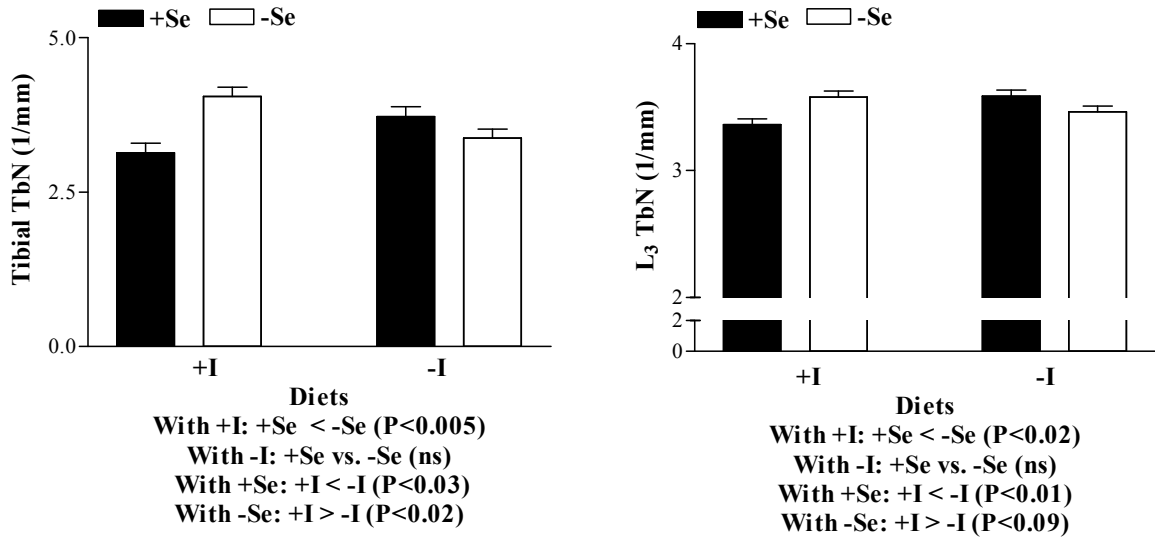 +Se -Se
5.0
2.5
0.0
Tibial TbN (1/mm)
+I -I
Diets
With +I: +Se < -Se (P<0.005)
With -I: +Se vs. -Se (ns)
With +Se: +I < -I (P<0.03)
With -Se: +I > -I (P<0.02)
+Se -Se
4
3
2
2
0
L3 TbN (1/mm)
+I -I
Diets
With +I: +Se < -Se (P<0.02)
With -I: +Se vs. -Se (ns)
With +Se: +I < -I (P<0.01)
With -Se: +I > -I (P<0.09)